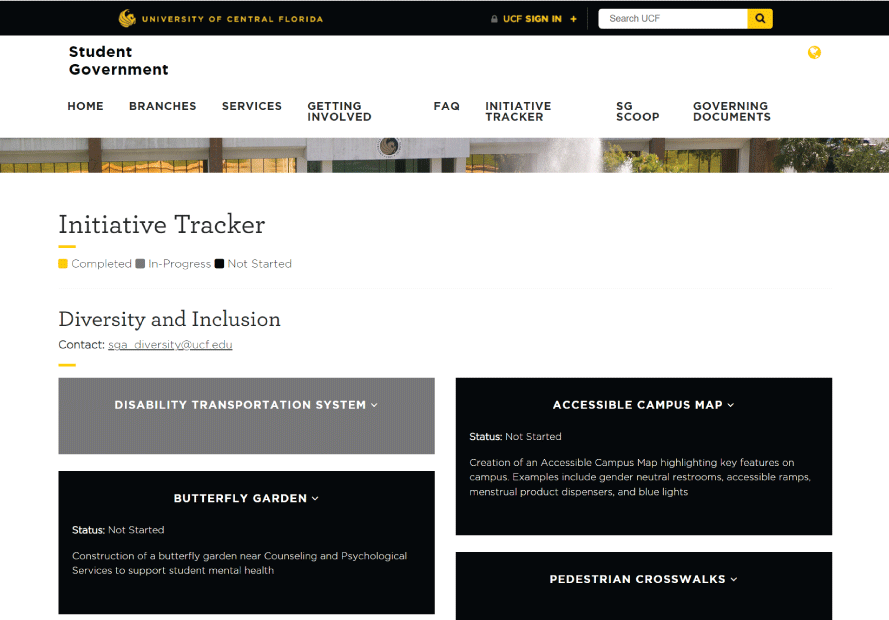 UNIVERSITY OF CENTRAL FLORIDA
UCF SIGN IN +
Search UCF
Student
Government
HOME
BRANCHES
SERVICES
GETTING
INVOLVED
FAQ
INITIATIVE
TRACKER
SG
SCOOP
GOVERNING
DOCUMENTS
Initiative Tracker
Completed In-Progress Not Started
Diversity and Inclusion
Contact: sga_diversity@ucf.edu
DISABILITY TRANSPORTATION SYSTEM
ACCESSIBLE CAMPUS MAP
Status: Not Started
Creation of an Accessible Campus Map highlighting key features on
campus. Examples include gender neutral restrooms, accessible ramps,
menstrual product dispensers, and blue lights
BUTTERFLY GARDEN
Status: Not Started
Construction of a butterfly garden near Counseling and Psychological
Services to support student mental health
PEDESTRIAN CROSSWALKS